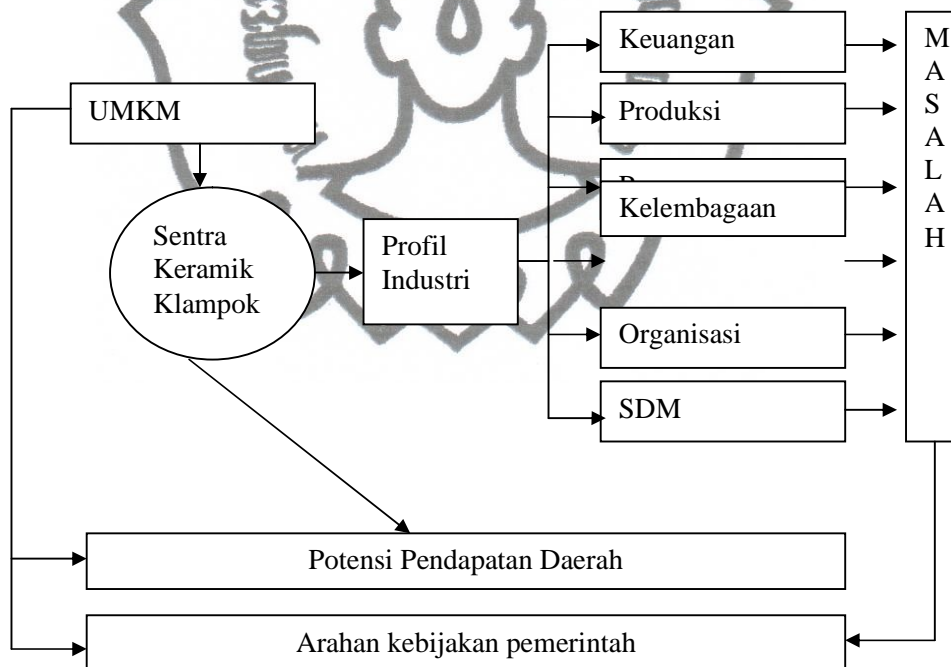 Keuangan
UMKM
Produksi
Kelembagaan
Sentra
Keramik
Klampok
Profil
Industri
Organisasi
SDM
M
A
S
A
L
A
H
Potensi Pendapatan Daerah
Arahan kebijakan pemerintah